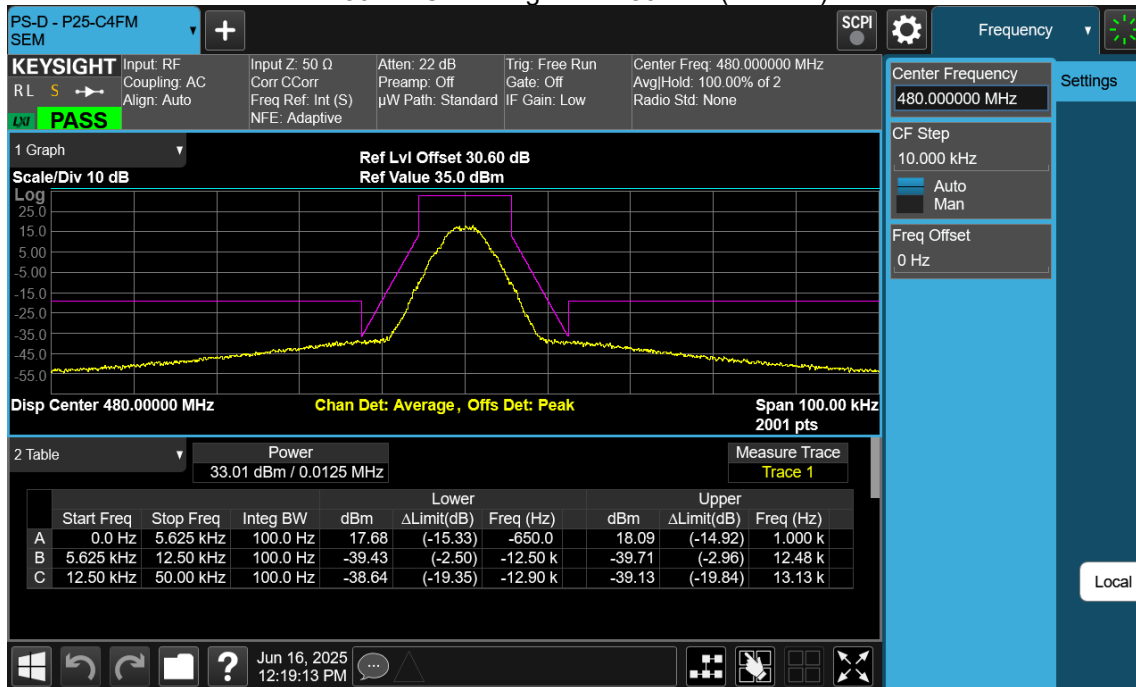 PS-D - P25-C4FM
SEM
+
SCPI
Frequency
KEYSIGHT
R L S
LXI PASS
Input: RF
Coupling: AC
Align: Auto
Input Z: 50 Ω
Corr CCorr
Freq Ref: Int (S)
NFE: Adaptive
Atten: 22 dB
Preamp: Off
µW Path: Standard
Trig: Free Run
Gate: Off
IF Gain: Low
Center Freq: 480.000000 MHz
Avg|Hold: 100.00% of 2
Radio Std: None
Center Frequency
480.000000 MHz
Settings
CF Step
10.000 kHz
Auto
Man
Freq Offset
0 Hz
1 Graph
Scale/Div 10 dB
Ref Lvl Offset 30.60 dB
Ref Value 35.0 dBm
Log
25.0
15.0
5.00
-5.00
-15.0
-25.0
-35.0
-45.0
-55.0
Disp Center 480.00000 MHz
Chan Det: Average , Offs Det: Peak
Span 100.00 kHz
2001 pts
2 Table
Power
33.01 dBm / 0.0125 MHz
Measure Trace
Trace 1
Lower Upper
Start Freq Stop Freq Integ BW dBm ΔLimit(dB) Freq (Hz) dBm ΔLimit(dB) Freq (Hz)
A 0.0 Hz 5.625 kHz 100.0 Hz 17.68 (-15.33) -650.0 18.09 (-14.92) 1.000 k
B 5.625 kHz 12.50 kHz 100.0 Hz -39.43 (-2.50) -12.50 k -39.71 (-2.96) 12.48 k
C 12.50 kHz 50.00 kHz 100.0 Hz -38.64 (-19.35) -12.90 k -39.13 (-19.84) 13.13 k
Local
?
Jun 16, 2025
12:19:13 PM